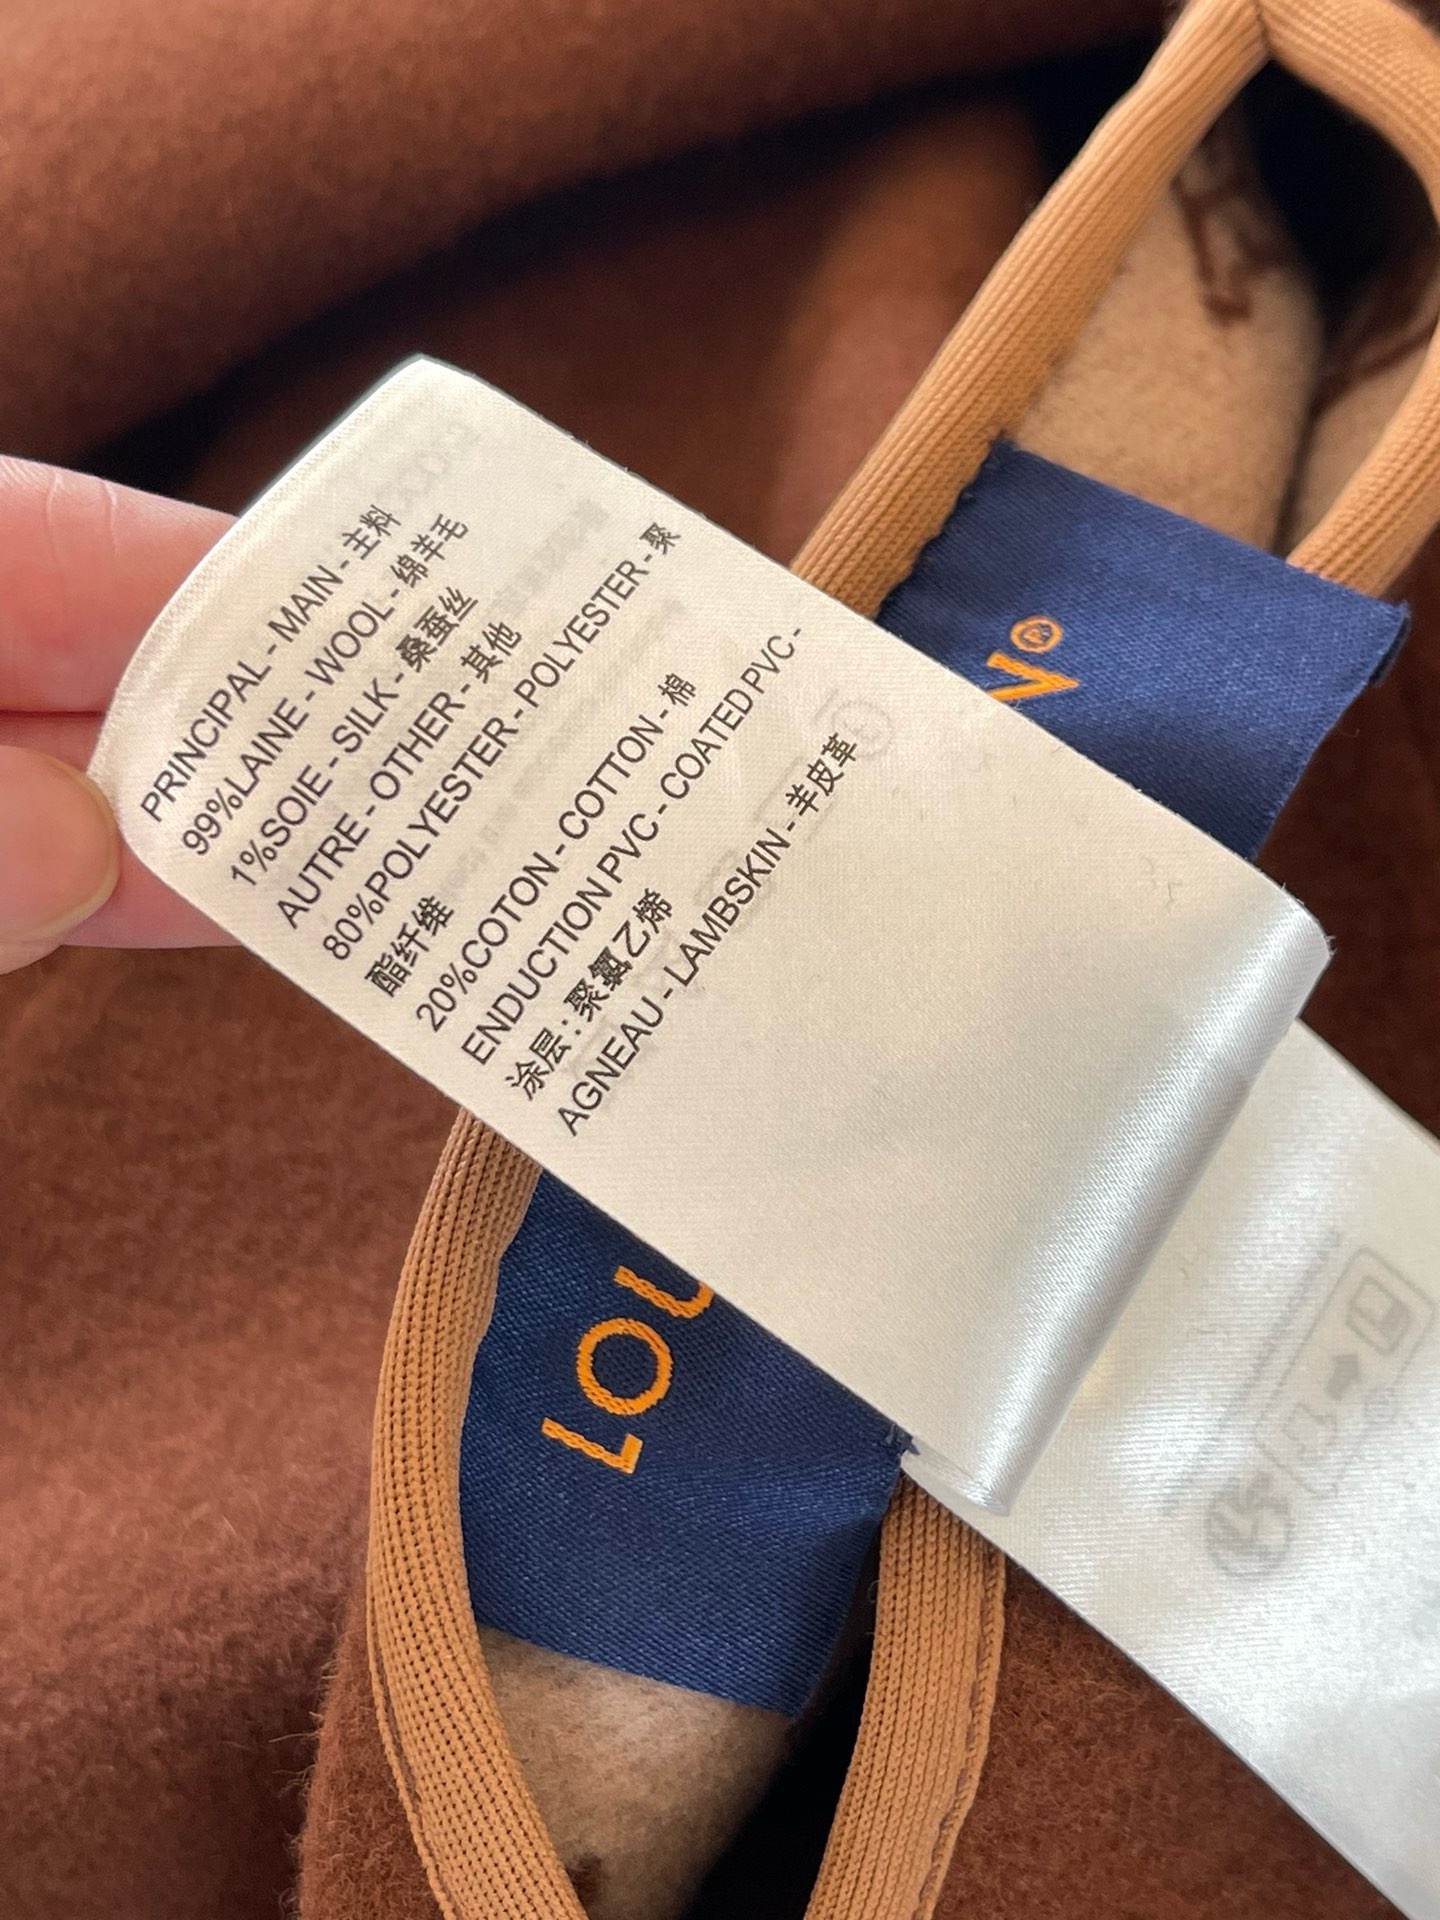 PRINCIPAL - MAIN - 主料
99%LAINE - WOOL - 绵羊毛
1%SOIE - SILK - 桑蚕丝
AUTRE - OTHER - 其他
80%POLYESTER - POLYESTER - 聚
酯纤维
20%COTON - COTTON - 棉
ENDUCTION PVC - COATED PVC -
涂层 : 聚氯乙烯
AGNEAU - LAMBSKIN - 羊皮革
LOU
N®